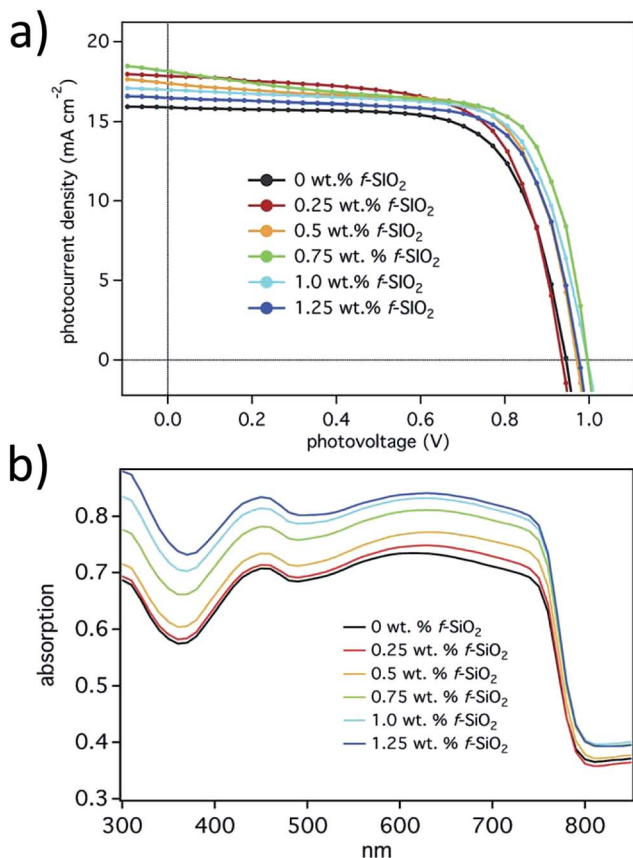 a)
photocurrent density (mA cm⁻²)
20
15
10
5
0
0 wt.% f-SIO₂
0.25 wt.% f-SIO₂
0.5 wt.% f-SIO₂
0.75 wt. % f-SIO₂
1.0 wt.% f-SIO₂
1.25 wt.% f-SIO₂
0.0 0.2 0.4 0.6 0.8 1.0
photovoltage (V)
b)
absorption
0.8
0.7
0.6
0.5
0.4
0.3
0 wt. % f-SiO₂
0.25 wt. % f-SiO₂
0.5 wt. % f-SiO₂
0.75 wt. % f-SiO₂
1.0 wt. % f-SiO₂
1.25 wt. % f-SiO₂
300 400 500 600 700 800
nm